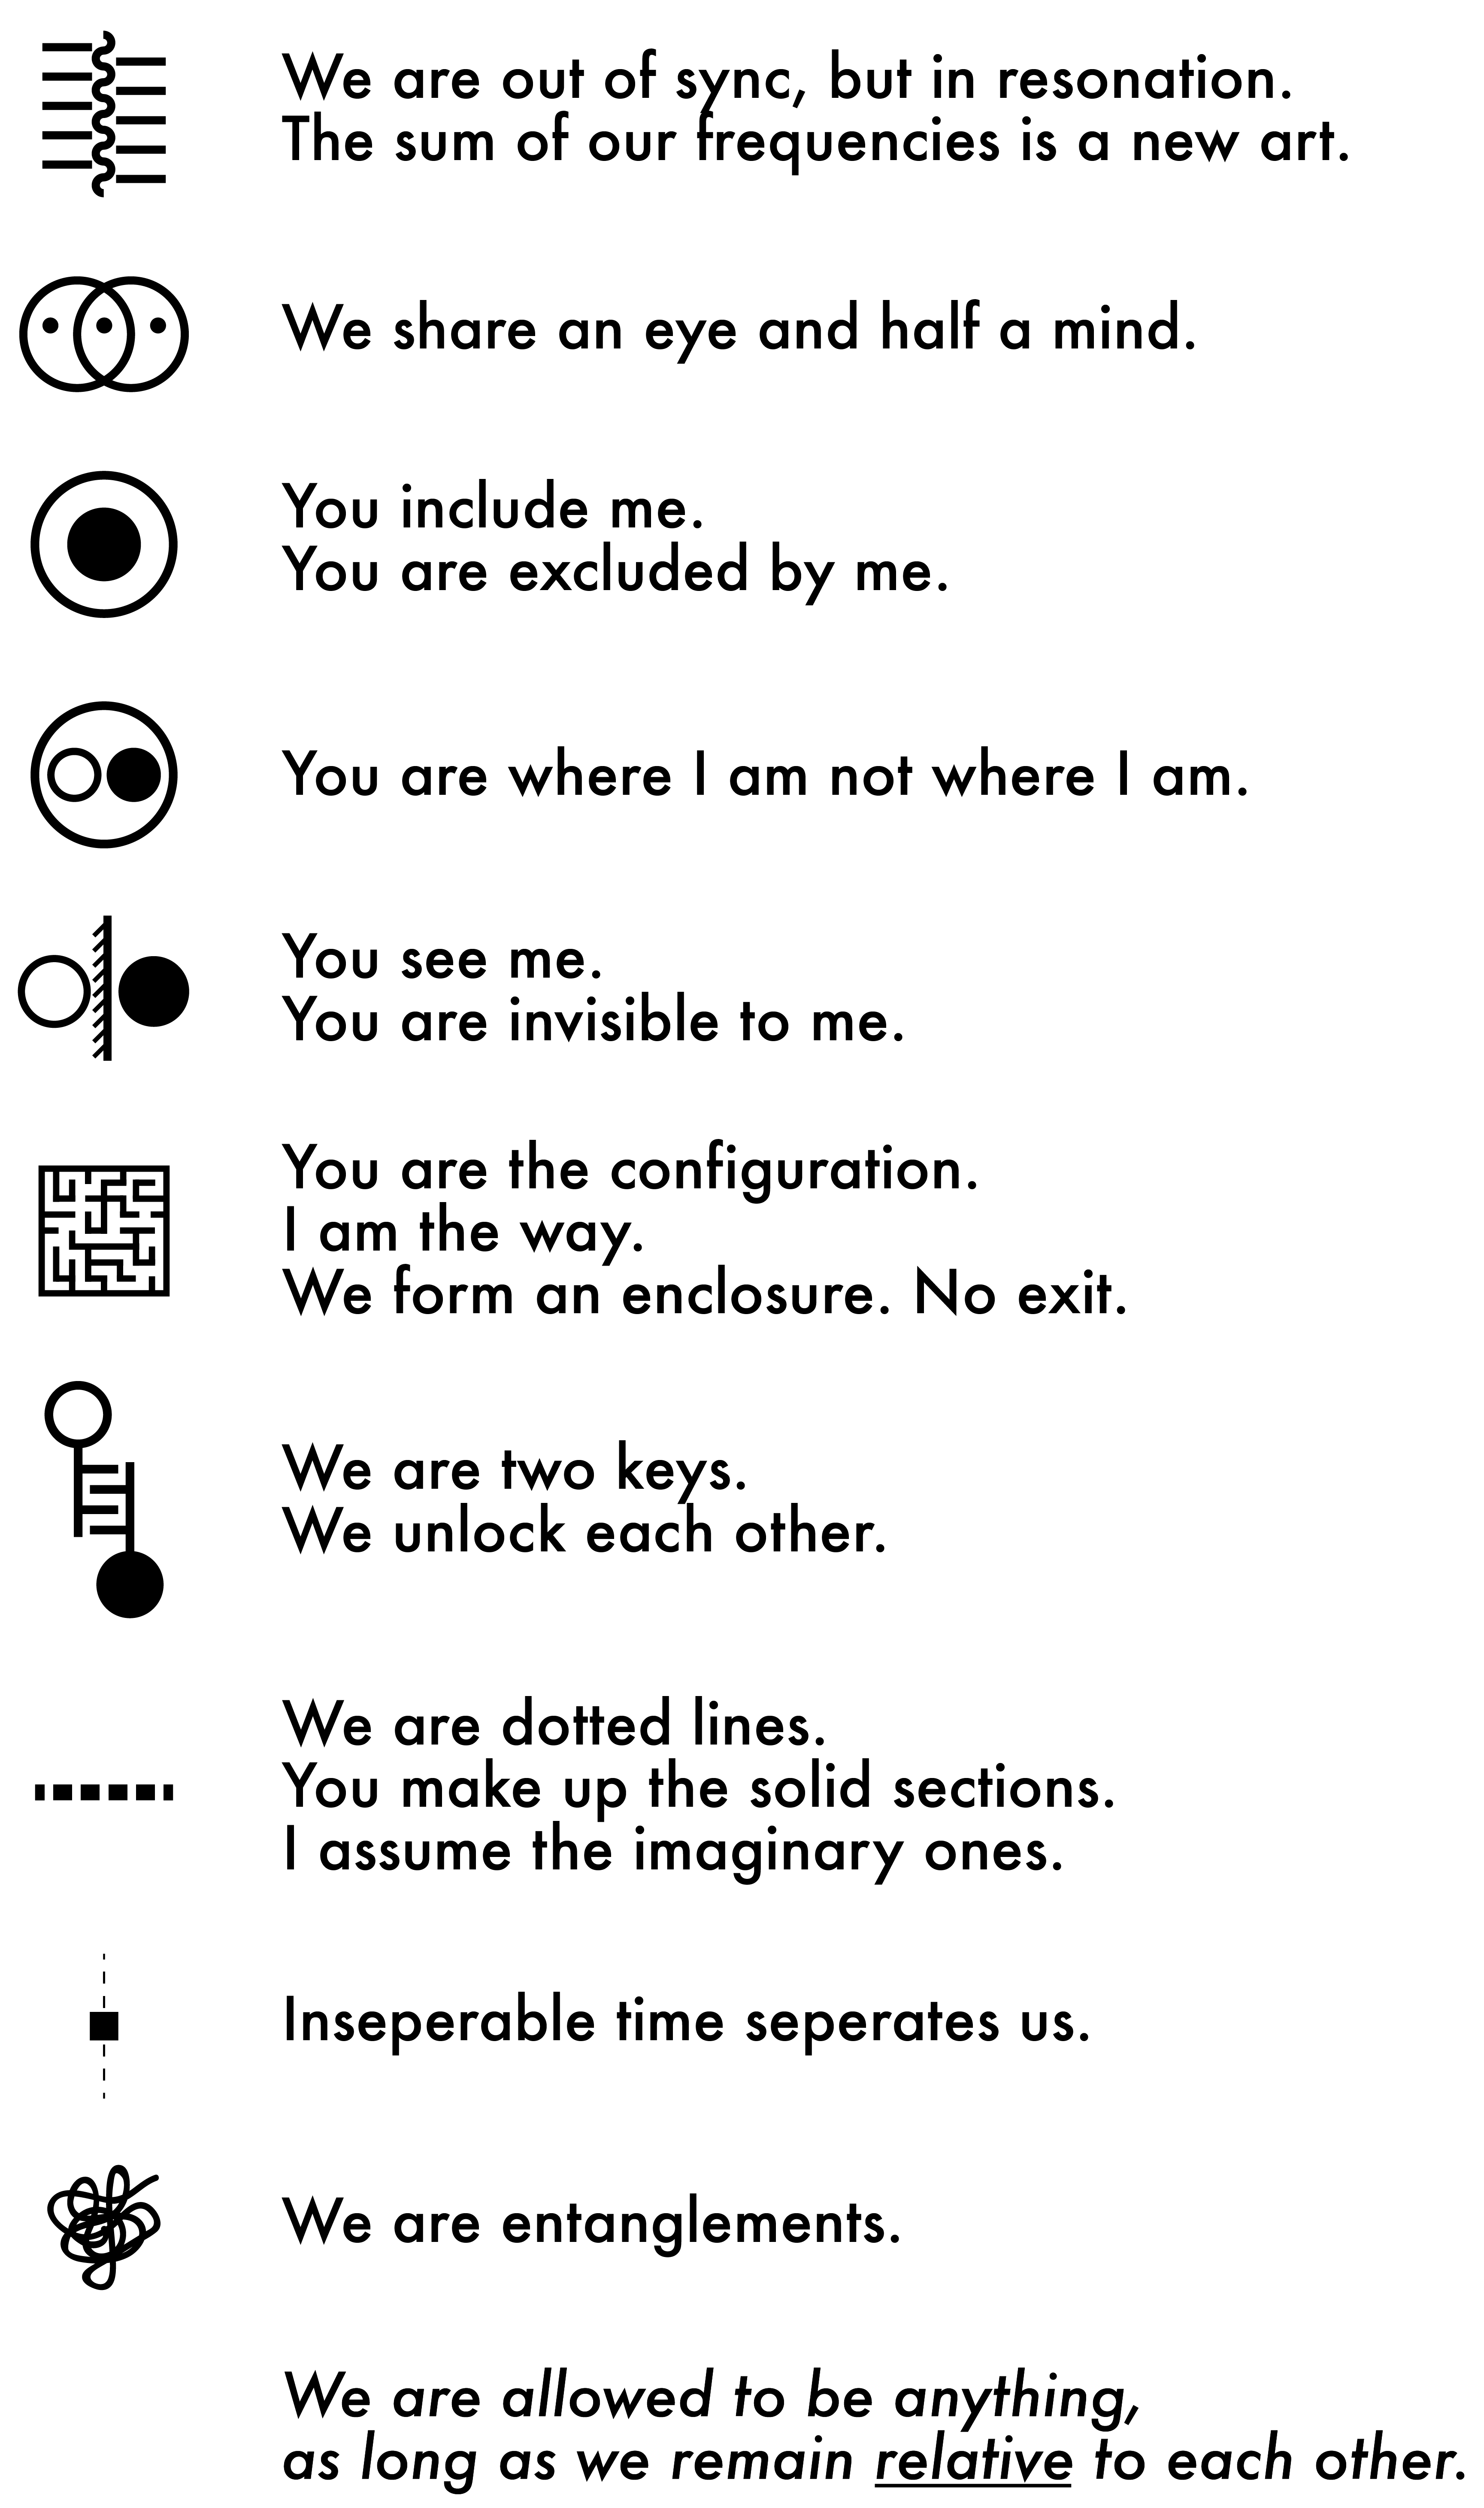 We are out of sync, but in resonation.
The sum of our frequencies is a new art.
We share an eye and half a mind.
You include me.
You are excluded by me.
You are where I am not where I am.
You see me.
You are invisible to me.
You are the configuration.
I am the way.
We form an enclosure. No exit.
We are two keys.
We unlock each other.
We are dotted lines.
You make up the solid sections.
I assume the imaginary ones.
Inseperable time seperates us.
We are entanglements.
We are allowed to be anything,
as long as we remain relative to each other.